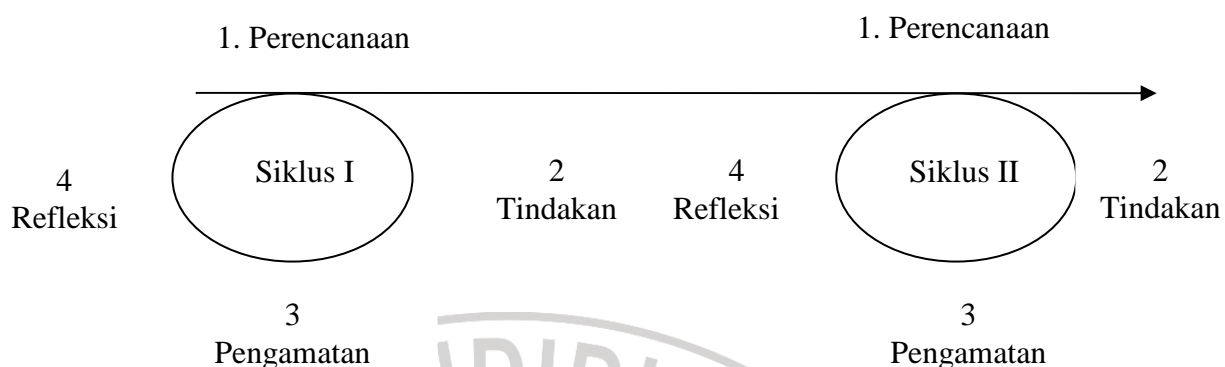 1. Perencanaan
1. Perencanaan
4
Refleksi
Siklus I
2
Tindakan
4
Refleksi
Siklus II
2
Tindakan
3
Pengamatan
3
Pengamatan